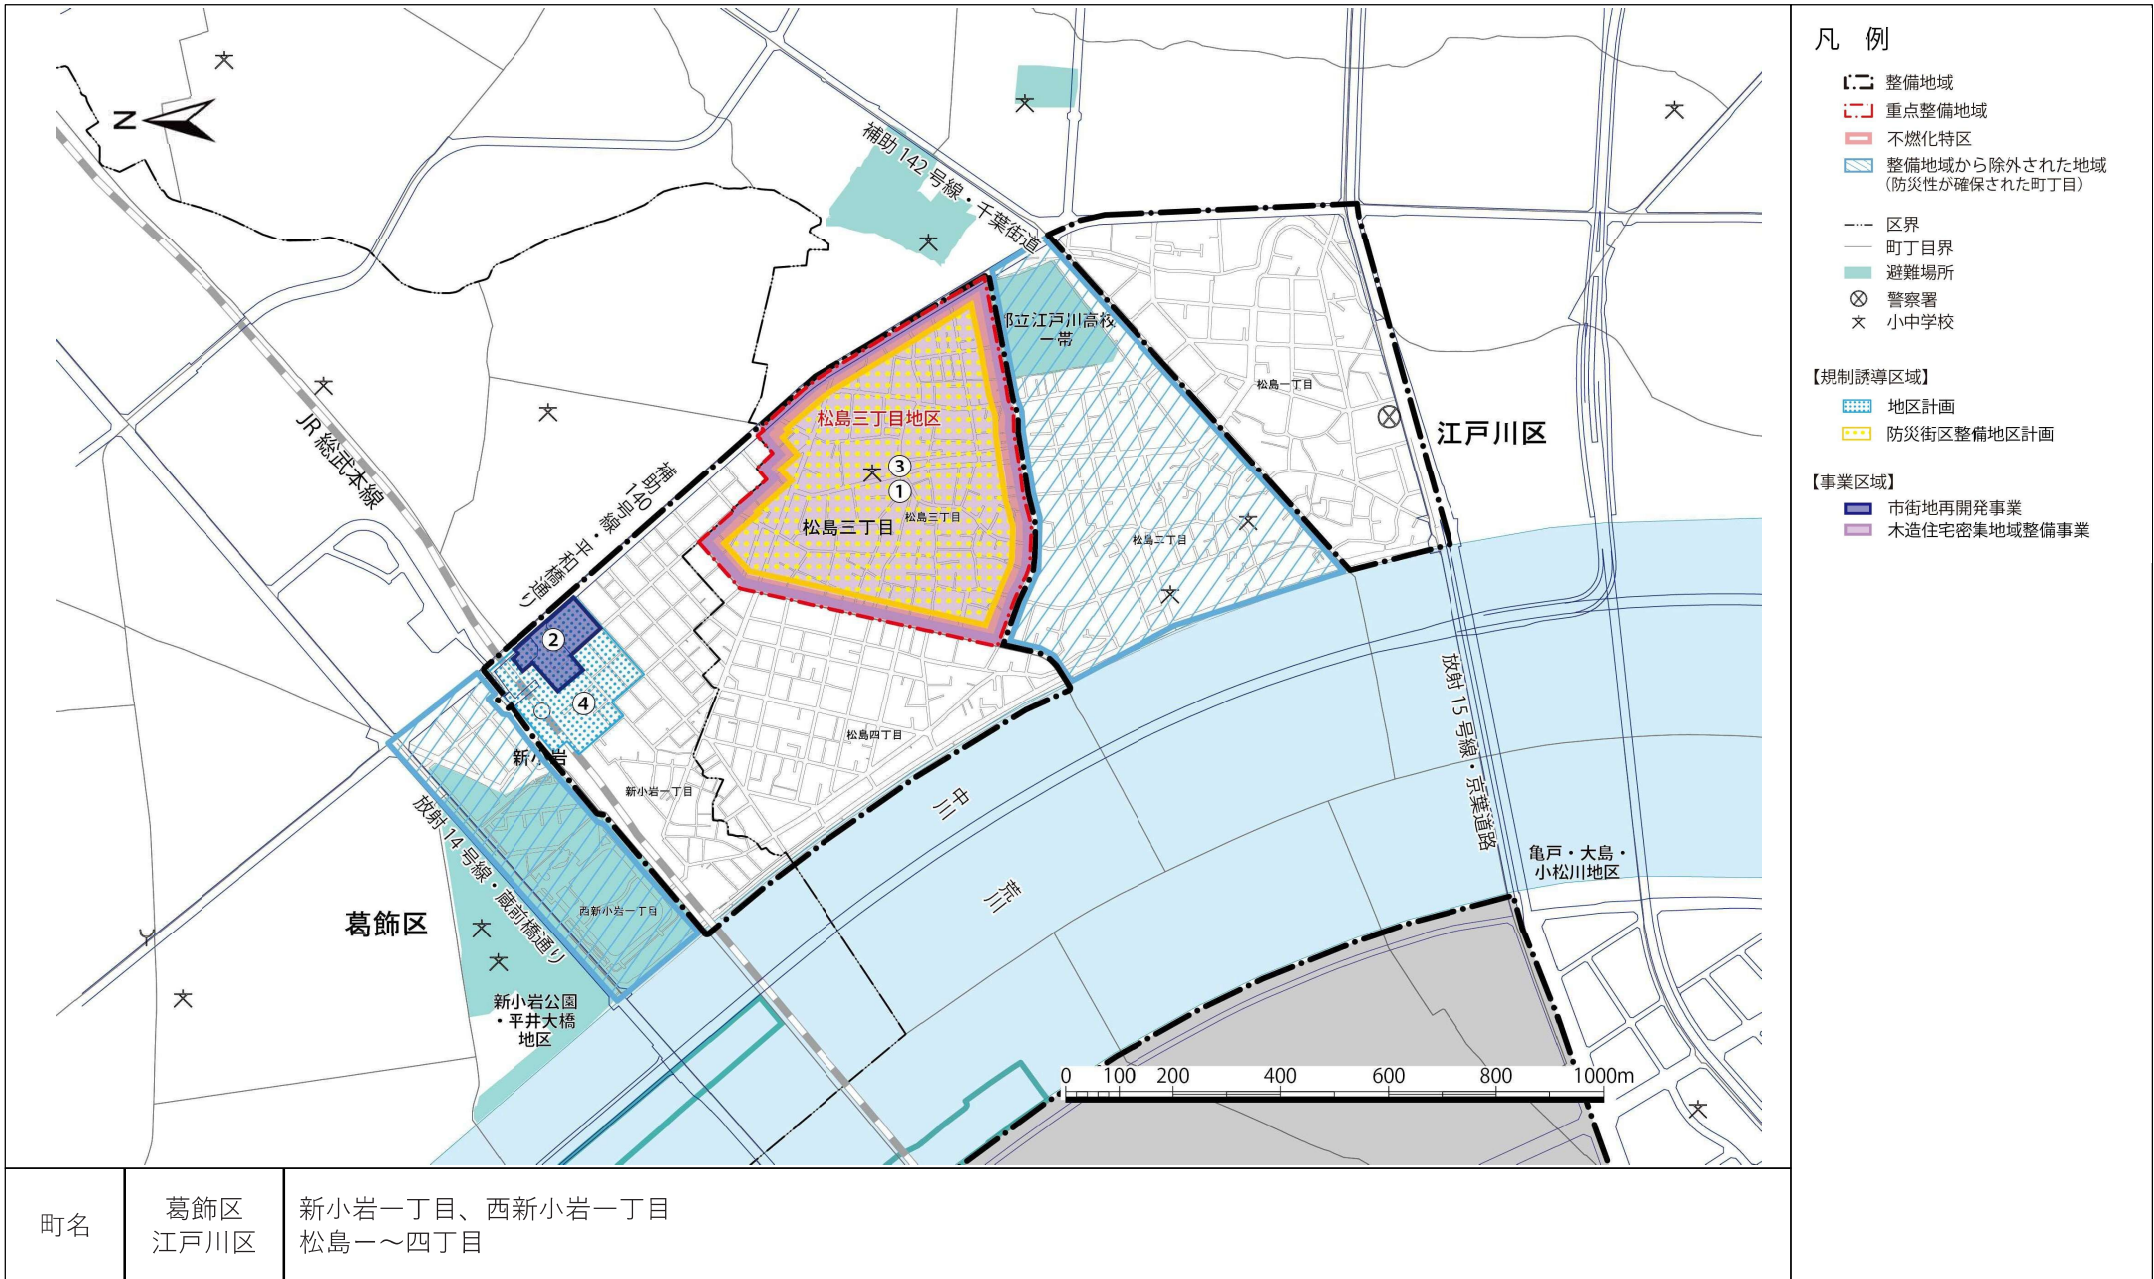 N
補助 142 号線・千葉街道
都立江戸川高校
一帯
松島一丁目
江戸川区
松島三丁目地区
③
①
松島三丁目
松島三丁目
松島二丁目
JR 総武本線
補助 140 号線・平和橋通り
②
④
新小岩
新小岩一丁目
松島四丁目
放射 14 号線・蔵前橋通り
西新小岩一丁目
葛飾区
新小岩公園
・平井大橋
地区
中川
荒川
放射 15 号線・京葉道路
亀戸・大島・
小松川地区
0 100 200 400 600 800 1000m
凡 例
整備地域
重点整備地域
不燃化特区
整備地域から除外された地域
（防災性が確保された町丁目）
区界
町丁目界
避難場所
警察署
小中学校
【規制誘導区域】
地区計画
防災街区整備地区計画
【事業区域】
市街地再開発事業
木造住宅密集地域整備事業
町名
葛飾区
江戸川区
新小岩一丁目、西新小岩一丁目
松島一～四丁目